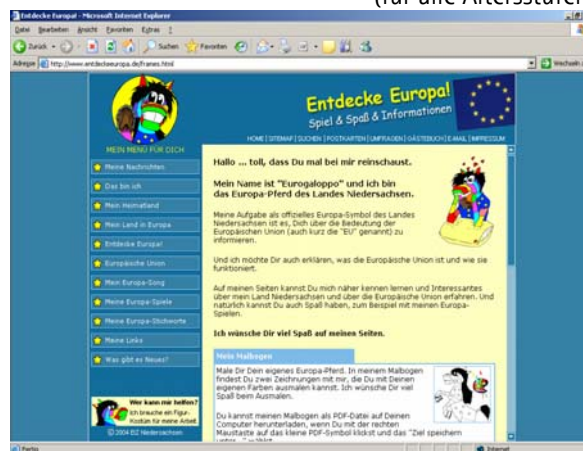 (für alle Altersstufen
Entdecke Europa! - Microsoft Internet Explorer
Datei Bearbeiten Ansicht Favoriten Extras ?
Zurück Suchen Favoriten
Adresse http://www.entdeckeeuropa.de/frames.html Wechseln
Entdecke Europa!
Spiel & Spaß & Informationen
HOME | SITEMAP | SUCHEN | POSTKARTEN | UMFRAGEN | GÄSTEBUCH | E-MAIL | IMPRESSUM
MEIN MENÜ FÜR DICH
Meine Nachrichten
Das bin ich
Mein Heimatland
Mein Land in Europa
Entdecke Europa!
Europäische Union
Mein Europa-Song
Meine Europa-Spiele
Meine Europa-Stichworte
Meine Links
Was gibt es Neues?
Wer kann mir helfen?
Ich brauche ein Figur-
Kostüm für meine Arbeit.
© 2004 EIZ Niedersachsen
Hallo ... toll, dass Du mal bei mir reinschaust.
Mein Name ist "Eurogaloppo" und ich bin
das Europa-Pferd des Landes Niedersachsen.
Meine Aufgabe als offizielles Europa-Symbol des Landes
Niedersachsen ist es, Dich über die Bedeutung der
Europäischen Union (auch kurz die "EU" genannt) zu
informieren.
Und ich möchte Dir auch erklären, was die Europäische Union ist und wie sie
funktioniert.
Auf meinen Seiten kannst Du mich näher kennen lernen und Interessantes
über mein Land Niedersachsen und über die Europäische Union erfahren. Und
natürlich kannst Du auch Spaß haben, zum Beispiel mit meinen Europa-
Spielen.
Ich wünsche Dir viel Spaß auf meinen Seiten.
Mein Malbogen
Male Dir Dein eigenes Europa-Pferd. In meinem Malbogen
findest Du zwei Zeichnungen mit mir, die Du mit Deinen
eigenen Farben ausmalen kannst. Ich wünsche Dir viel
Spaß beim Ausmalen.
Du kannst meinen Malbogen als PDF-Datei auf Deinen
Computer herunterladen, wenn Du mit der rechten
Maustaste auf das kleine PDF-Symbol klickst und das "Ziel speichern
unter..." wählst.
Fertig Internet